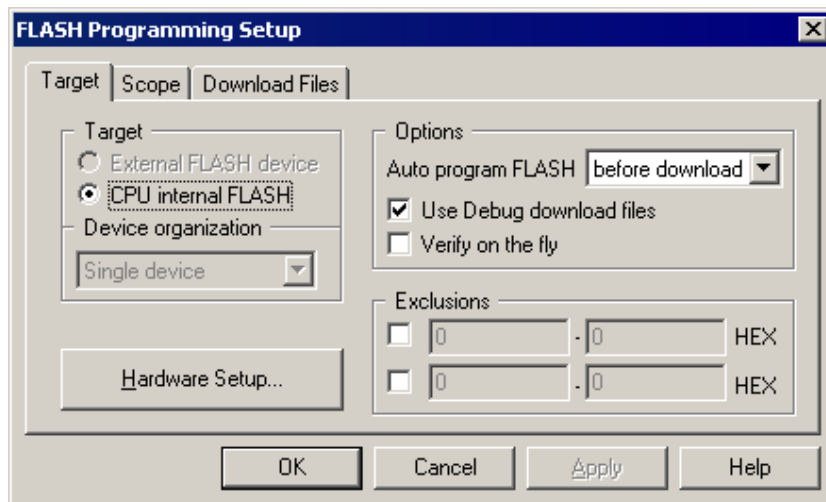 FLASH Programming Setup
Target
Scope
Download Files
Target
External FLASH device
CPU internal FLASH
Device organization
Single device
Hardware Setup...
Options
Auto program FLASH before download
Use Debug download files
Verify on the fly
Exclusions
0 - 0 HEX
0 - 0 HEX
OK
Cancel
Apply
Help